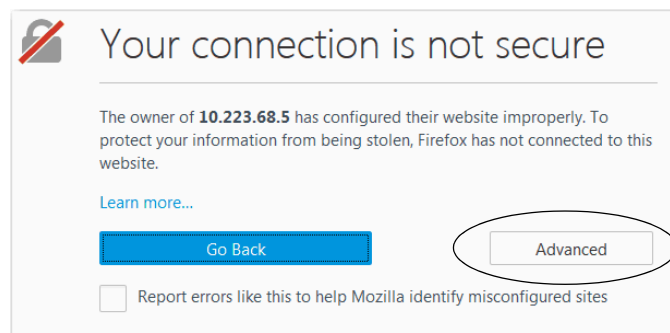 Your connection is not secure
The owner of 10.223.68.5 has configured their website improperly. To
protect your information from being stolen, Firefox has not connected to this
website.
Learn more...
Go Back
Advanced
Report errors like this to help Mozilla identify misconfigured sites